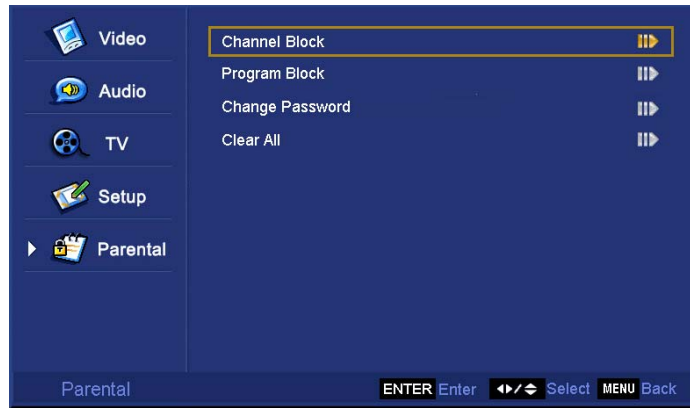 Video
Audio
TV
Setup
Parental
Channel Block
Program Block
Change Password
Clear All
Parental
ENTER Enter Select MENU Back